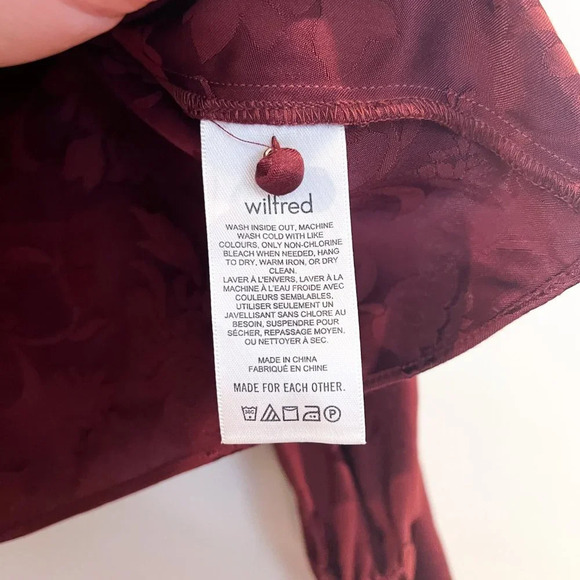 wilfred
WASH INSIDE OUT, MACHINE
WASH COLD WITH LIKE
COLOURS, ONLY NON-CHLORINE
BLEACH WHEN NEEDED, HANG
TO DRY, WARM IRON, OR DRY
CLEAN.
LAVER À L'ENVERS, LAVER À LA
MACHINE À L'EAU FROIDE AVEC
COULEURS SEMBLABLES,
UTILISER SEULEMENT UN
JAVELLISANT SANS CHLORE AU
BESOIN, SUSPENDRE POUR
SÉCHER, REPASSAGE MOYEN.
OU NETTOYER À SEC.
MADE IN CHINA
FABRIQUÉ EN CHINE
MADE FOR EACH OTHER.
30C P